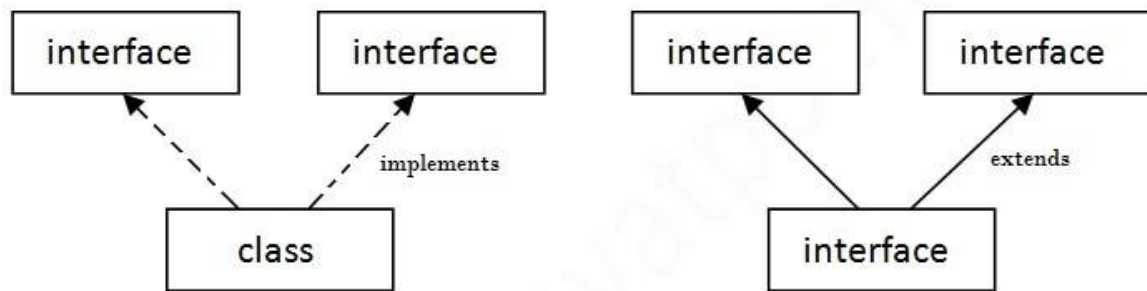 interface interface interface interface
implements extends
class interface